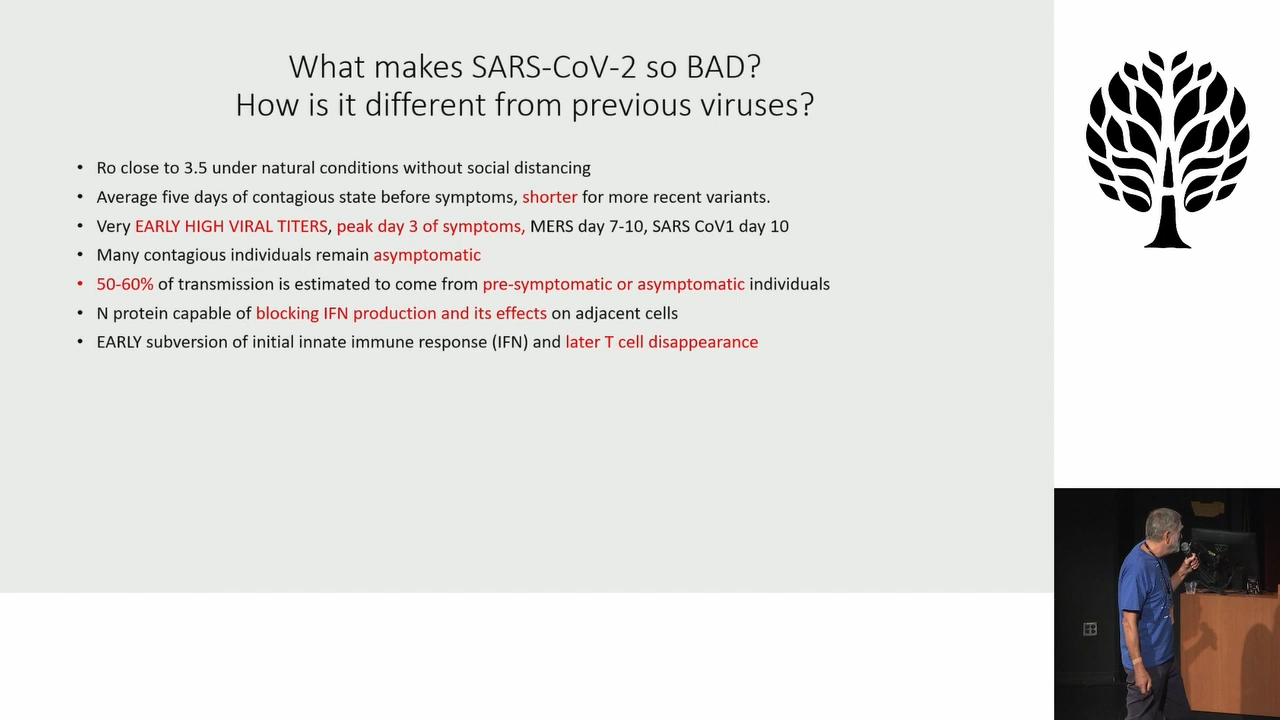 What makes SARS-CoV-2 so BAD?
How is it different from previous viruses?
• Ro close to 3.5 under natural conditions without social distancing
• Average five days of contagious state before symptoms, shorter for more recent variants.
• Very EARLY HIGH VIRAL TITERS, peak day 3 of symptoms, MERS day 7-10, SARS CoV1 day 10
• Many contagious individuals remain asymptomatic
• 50-60% of transmission is estimated to come from pre-symptomatic or asymptomatic individuals
• N protein capable of blocking IFN production and its effects on adjacent cells
• EARLY subversion of initial innate immune response (IFN) and later T cell disappearance